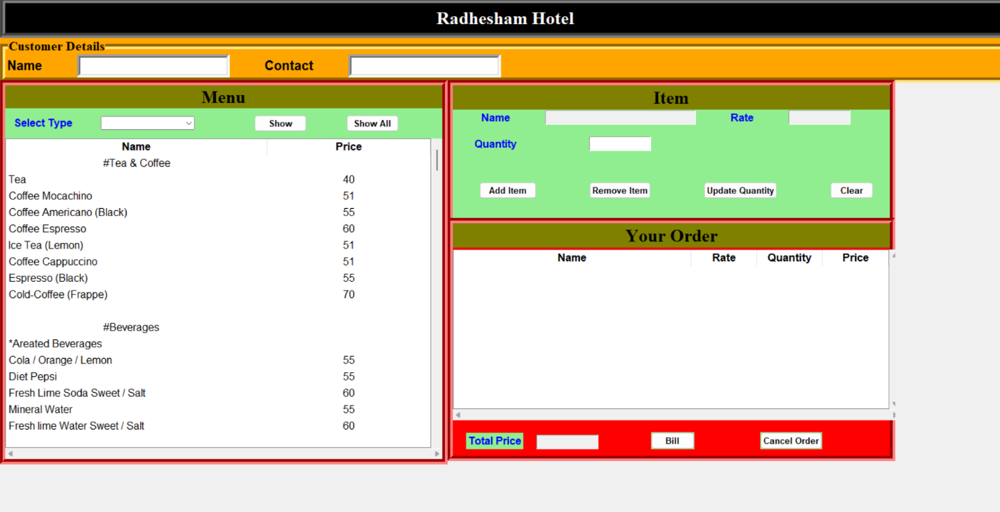 Radhesham Hotel
Customer Details
Name Contact
Menu
Select Type Show Show All
Name Price
#Tea & Coffee
Tea 40
Coffee Mocachino 51
Coffee Americano (Black) 55
Coffee Espresso 60
Ice Tea (Lemon) 51
Coffee Cappuccino 51
Espresso (Black) 55
Cold-Coffee (Frappe) 70
#Beverages
*Areated Beverages
Cola / Orange / Lemon 55
Diet Pepsi 55
Fresh Lime Soda Sweet / Salt 60
Mineral Water 55
Fresh lime Water Sweet / Salt 60
Item
Name Rate
Quantity
Add Item Remove Item Update Quantity Clear
Your Order
Name Rate Quantity Price
Total Price Bill Cancel Order